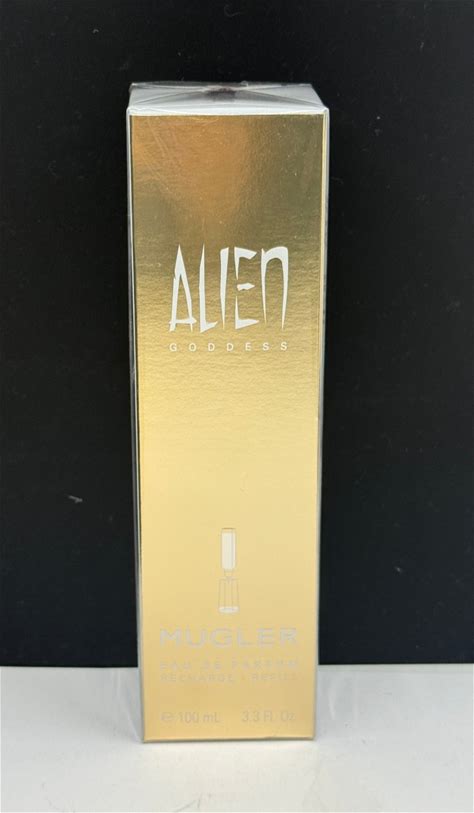 ALIEN
GODDESS
MUGLER
EAU DE PARFUM
RECHARGE • REFILL
℮ 100 mL 3.3 Fl. Oz